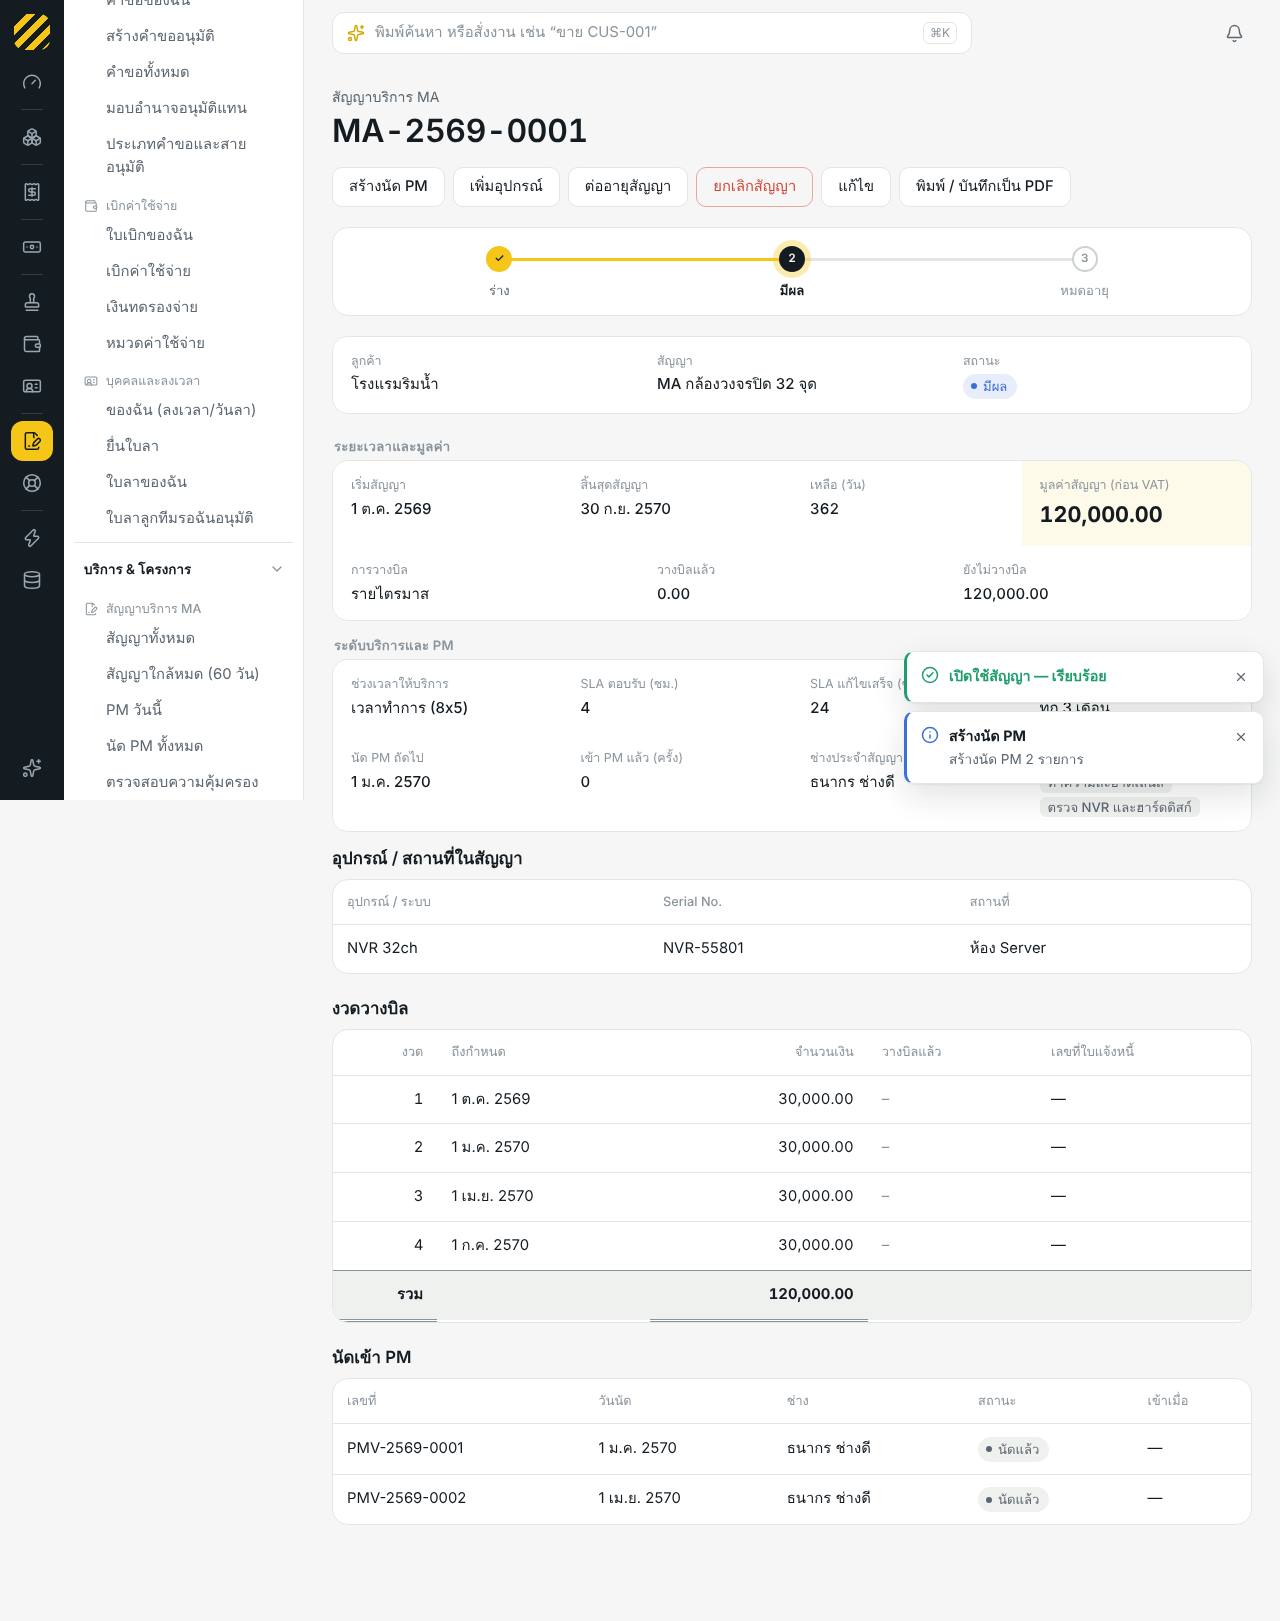 สร้างคำขออนุมัติ
คำขอทั้งหมด
มอบอำนาจอนุมัติแทน
ประเภทคำขอและสาย
อนุมัติ
เบิกค่าใช้จ่าย
ใบเบิกของฉัน
เบิกค่าใช้จ่าย
เงินทดรองจ่าย
หมวดค่าใช้จ่าย
บุคคลและลงเวลา
ของฉัน (ลงเวลา/วันลา)
ยื่นใบลา
ใบลาของฉัน
ใบลาลูกทีมรอฉันอนุมัติ
บริการ & โครงการ
สัญญาบริการ MA
สัญญาทั้งหมด
สัญญาใกล้หมด (60 วัน)
PM วันนี้
นัด PM ทั้งหมด
ตรวจสอบความคุ้มครอง
พิมพ์ค้นหา หรือสั่งงาน เช่น “ขาย CUS-001”
⌘K
สัญญาบริการ MA
MA-2569-0001
สร้างนัด PM
เพิ่มอุปกรณ์
ต่ออายุสัญญา
ยกเลิกสัญญา
แก้ไข
พิมพ์ / บันทึกเป็น PDF
2
3
ร่าง
มีผล
หมดอายุ
ลูกค้า
สัญญา
สถานะ
โรงแรมริมน้ำ
MA กล้องวงจรปิด 32 จุด
มีผล
ระยะเวลาและมูลค่า
เริ่มสัญญา
สิ้นสุดสัญญา
เหลือ (วัน)
มูลค่าสัญญา (ก่อน VAT)
1 ต.ค. 2569
30 ก.ย. 2570
362
120,000.00
การวางบิล
วางบิลแล้ว
ยังไม่วางบิล
รายไตรมาส
0.00
120,000.00
ระดับบริการและ PM
ช่วงเวลาให้บริการ
SLA ตอบรับ (ชม.)
SLA แก้ไขเสร็จ
เวลาทำการ (8x5)
4
24
ทุก 3 เดือน
เปิดใช้สัญญา — เรียบร้อย
สร้างนัด PM
สร้างนัด PM 2 รายการ
นัด PM ถัดไป
เข้า PM แล้ว (ครั้ง)
ช่างประจำสัญญา
1 ม.ค. 2570
0
ธนากร ช่างดี
ตรวจ NVR และฮาร์ดดิสก์
อุปกรณ์ / สถานที่ในสัญญา
อุปกรณ์ / ระบบ
Serial No.
สถานที่
NVR 32ch
NVR-55801
ห้อง Server
งวดวางบิล
งวด
ถึงกำหนด
จำนวนเงิน
วางบิลแล้ว
เลขที่ใบแจ้งหนี้
1
1 ต.ค. 2569
30,000.00
–
—
2
1 ม.ค. 2570
30,000.00
–
—
3
1 เม.ย. 2570
30,000.00
–
—
4
1 ก.ค. 2570
30,000.00
–
—
รวม
120,000.00
นัดเข้า PM
เลขที่
วันนัด
ช่าง
สถานะ
เข้าเมื่อ
PMV-2569-0001
1 ม.ค. 2570
ธนากร ช่างดี
นัดแล้ว
—
PMV-2569-0002
1 เม.ย. 2570
ธนากร ช่างดี
นัดแล้ว
—